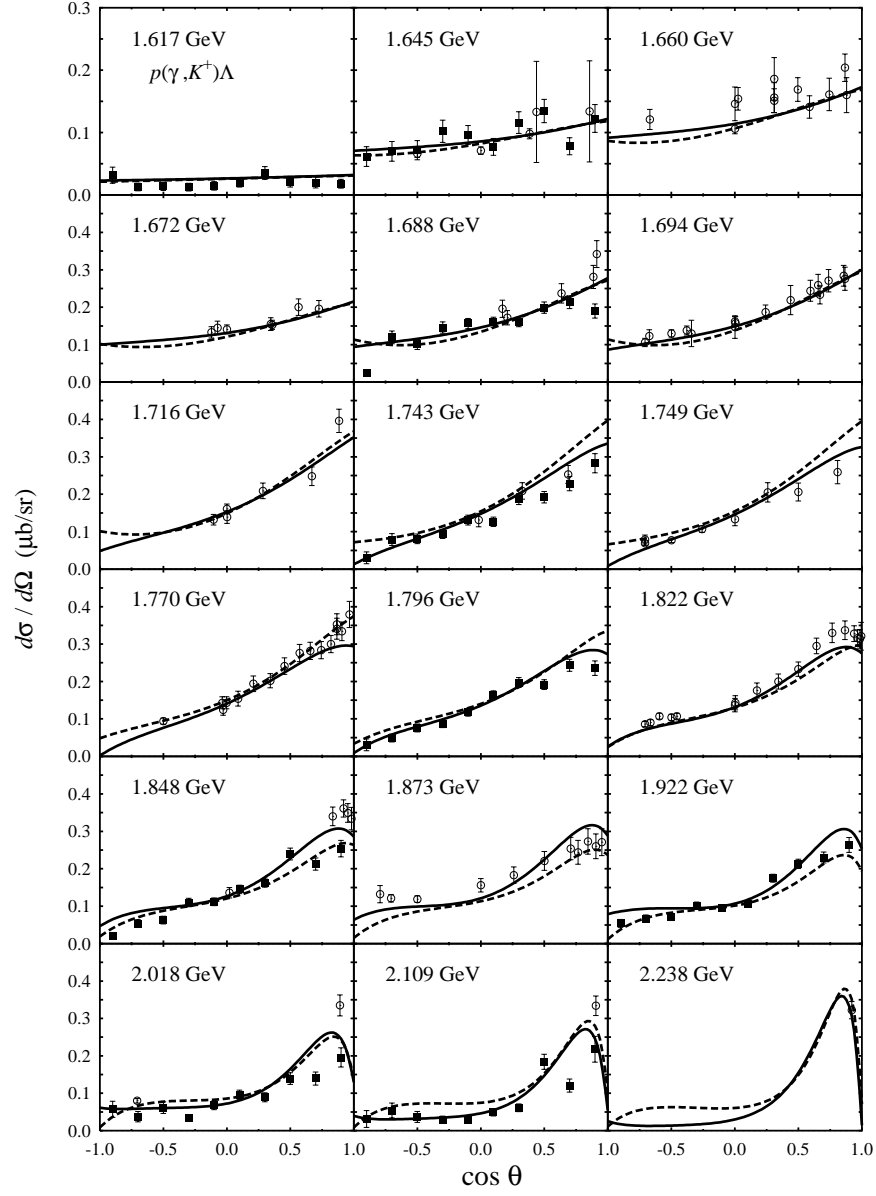 0.3
1.617 GeV
1.645 GeV
1.660 GeV
p(γ,K⁺)Λ
0.2
0.1
0.0
1.672 GeV
1.688 GeV
1.694 GeV
0.4
0.3
0.2
0.1
0.0
1.716 GeV
1.743 GeV
1.749 GeV
0.4
0.3
0.2
0.1
0.0
dσ / dΩ (μb/sr)
1.770 GeV
1.796 GeV
1.822 GeV
0.4
0.3
0.2
0.1
0.0
1.848 GeV
1.873 GeV
1.922 GeV
0.4
0.3
0.2
0.1
0.0
2.018 GeV
2.109 GeV
2.238 GeV
0.4
0.3
0.2
0.1
0.0
-1.0 -0.5 0.0 0.5 1.0 -0.5 0.0 0.5 1.0 -0.5 0.0 0.5 1.0
cos θ